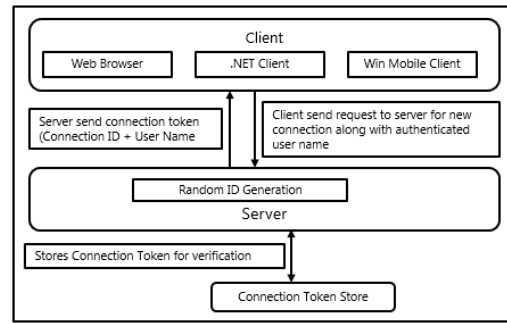 Client
Web Browser
.NET Client
Win Mobile Client
Server send connection token
(Connection ID + User Name
Client send request to server for new
connection along with authenticated
user name
Random ID Generation
Server
Stores Connection Token for verification
Connection Token Store